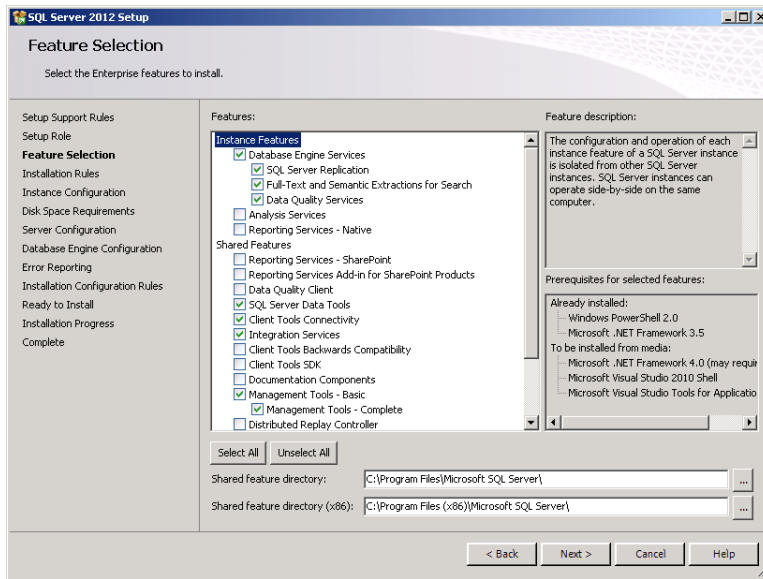 SQL Server 2012 Setup
Feature Selection
Select the Enterprise features to install.
Setup Support Rules
Setup Role
Feature Selection
Installation Rules
Instance Configuration
Disk Space Requirements
Server Configuration
Database Engine Configuration
Error Reporting
Installation Configuration Rules
Ready to Install
Installation Progress
Complete
Features:
Instance Features
Database Engine Services
SQL Server Replication
Full-Text and Semantic Extractions for Search
Data Quality Services
Analysis Services
Reporting Services - Native
Shared Features
Reporting Services - SharePoint
Reporting Services Add-in for SharePoint Products
Data Quality Client
SQL Server Data Tools
Client Tools Connectivity
Integration Services
Client Tools Backwards Compatibility
Client Tools SDK
Documentation Components
Management Tools - Basic
Management Tools - Complete
Distributed Replay Controller
Feature description:
The configuration and operation of each
instance feature of a SQL Server instance
is isolated from other SQL Server
instances. SQL Server instances can
operate side-by-side on the same
computer.
Prerequisites for selected features:
Already installed:
Windows PowerShell 2.0
Microsoft .NET Framework 3.5
To be installed from media:
Microsoft .NET Framework 4.0 (may requir
Microsoft Visual Studio 2010 Shell
Microsoft Visual Studio Tools for Applicatio
Select All
Unselect All
Shared feature directory:
C:\Program Files\Microsoft SQL Server\
...
Shared feature directory (x86):
C:\Program Files (x86)\Microsoft SQL Server\
...
< Back
Next >
Cancel
Help